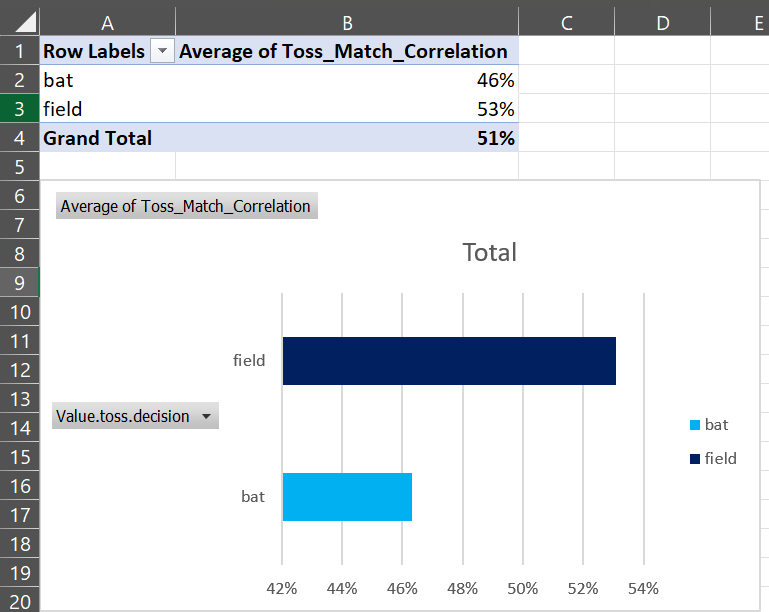 A B C D E
1 Row Labels Average of Toss_Match_Correlation
2 bat 46%
3 field 53%
4 Grand Total 51%
5
6 Average of Toss_Match_Correlation
7
8 Total
9
10
11
12 field
13
14 Value.toss.decision bat
15 field
16
17 bat
18
19
20 42% 44% 46% 48% 50% 52% 54%